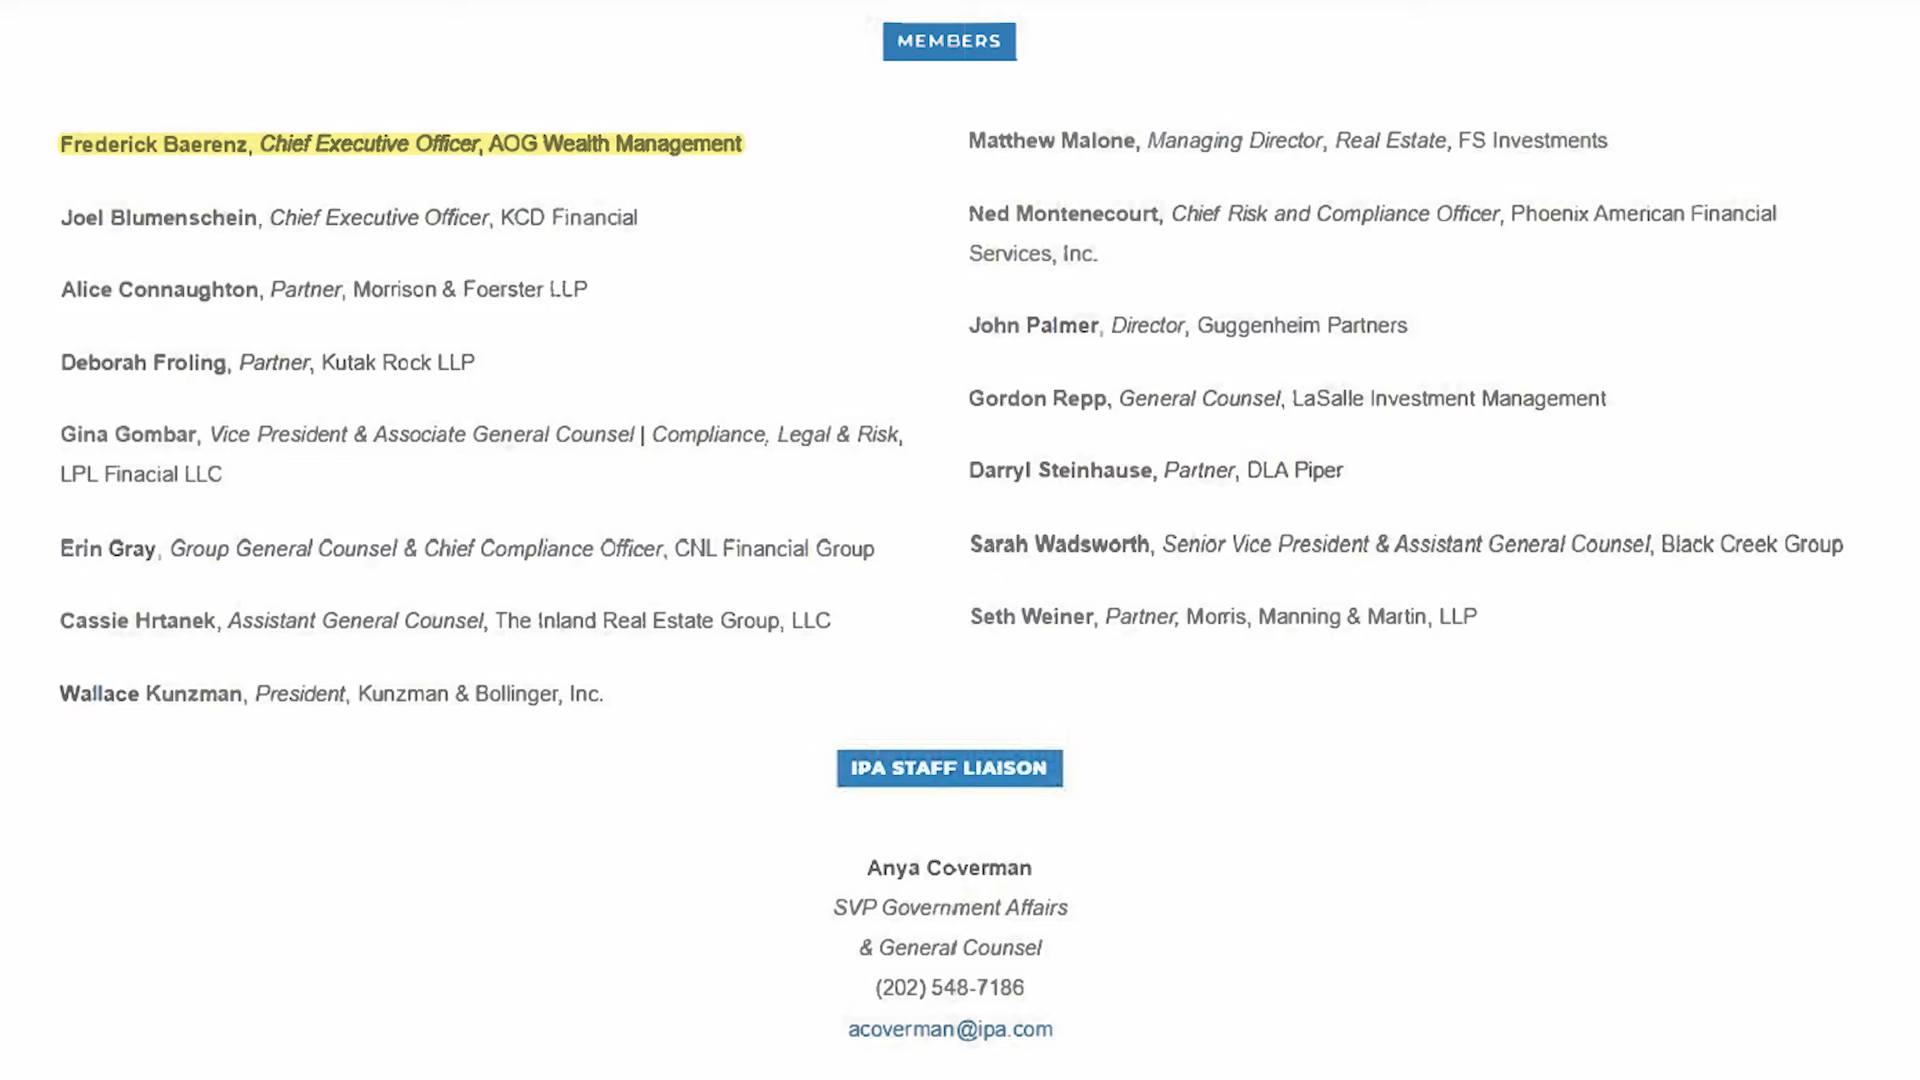 MEMBERS
Frederick Baerenz, Chief Executive Officer, AOG Wealth Management
Joel Blumenschein, Chief Executive Officer, KCD Financial
Alice Connaughton, Partner, Morrison & Foerster LLP
Deborah Froling, Partner, Kutak Rock LLP
Gina Gombar, Vice President & Associate General Counsel | Compliance, Legal & Risk,
LPL Finacial LLC
Erin Gray, Group General Counsel & Chief Compliance Officer, CNL Financial Group
Cassie Hrtanek, Assistant General Counsel, The Inland Real Estate Group, LLC
Wallace Kunzman, President, Kunzman & Bollinger, Inc.
Matthew Malone, Managing Director, Real Estate, FS Investments
Ned Montenecourt, Chief Risk and Compliance Officer, Phoenix American Financial
Services, Inc.
John Palmer, Director, Guggenheim Partners
Gordon Repp, General Counsel, LaSalle Investment Management
Darryl Steinhause, Partner, DLA Piper
Sarah Wadsworth, Senior Vice President & Assistant General Counsel, Black Creek Group
Seth Weiner, Partner, Morris, Manning & Martin, LLP
IPA STAFF LIAISON
Anya Coverman
SVP Government Affairs
& General Counsel
(202) 548-7186
acoverman@ipa.com